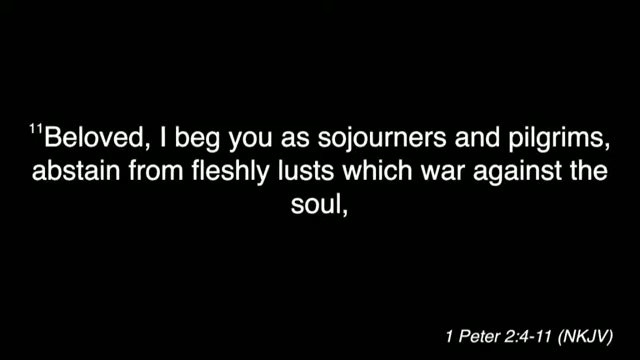 11Beloved, I beg you as sojourners and pilgrims,
abstain from fleshly lusts which war against the
soul,
1 Peter 2:4-11 (NKJV)